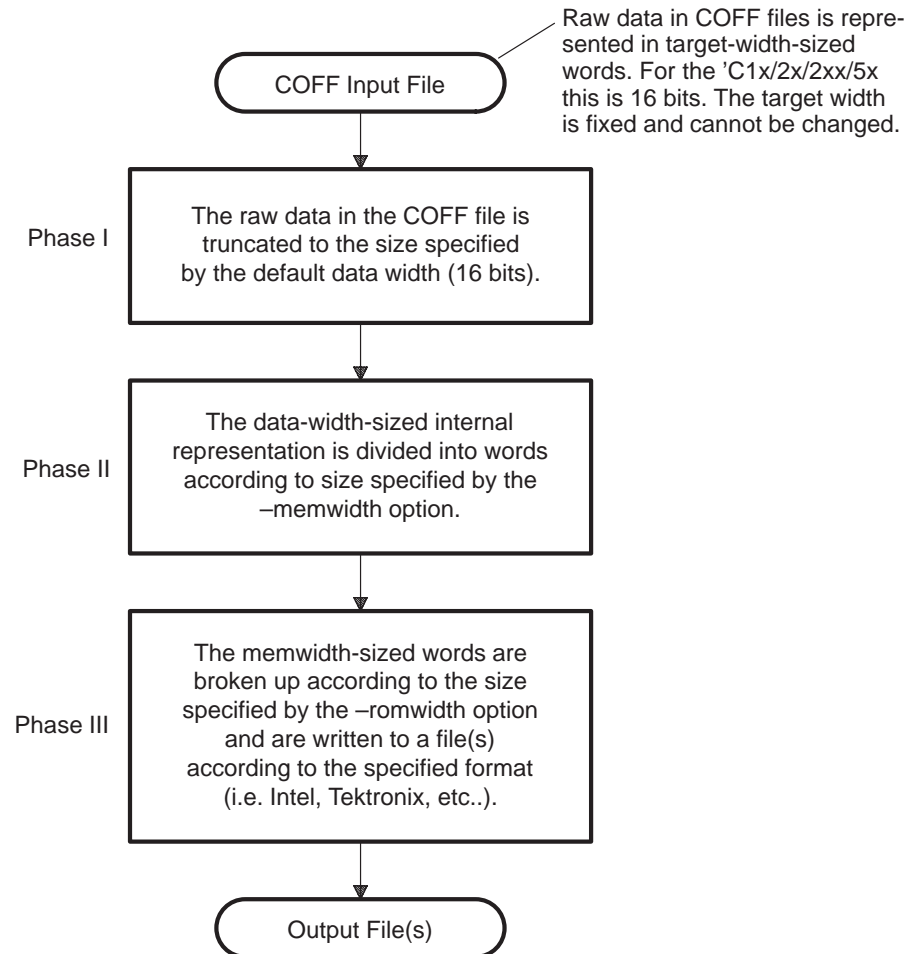 Raw data in COFF files is repre-
sented in target-width-sized
words. For the ’C1x/2x/2xx/5x
this is 16 bits. The target width
is fixed and cannot be changed.
COFF Input File
Phase I
The raw data in the COFF file is
truncated to the size specified
by the default data width (16 bits).
Phase II
The data-width-sized internal
representation is divided into words
according to size specified by the
–memwidth option.
Phase III
The memwidth-sized words are
broken up according to the size
specified by the –romwidth option
and are written to a file(s)
according to the specified format
(i.e. Intel, Tektronix, etc..).
Output File(s)